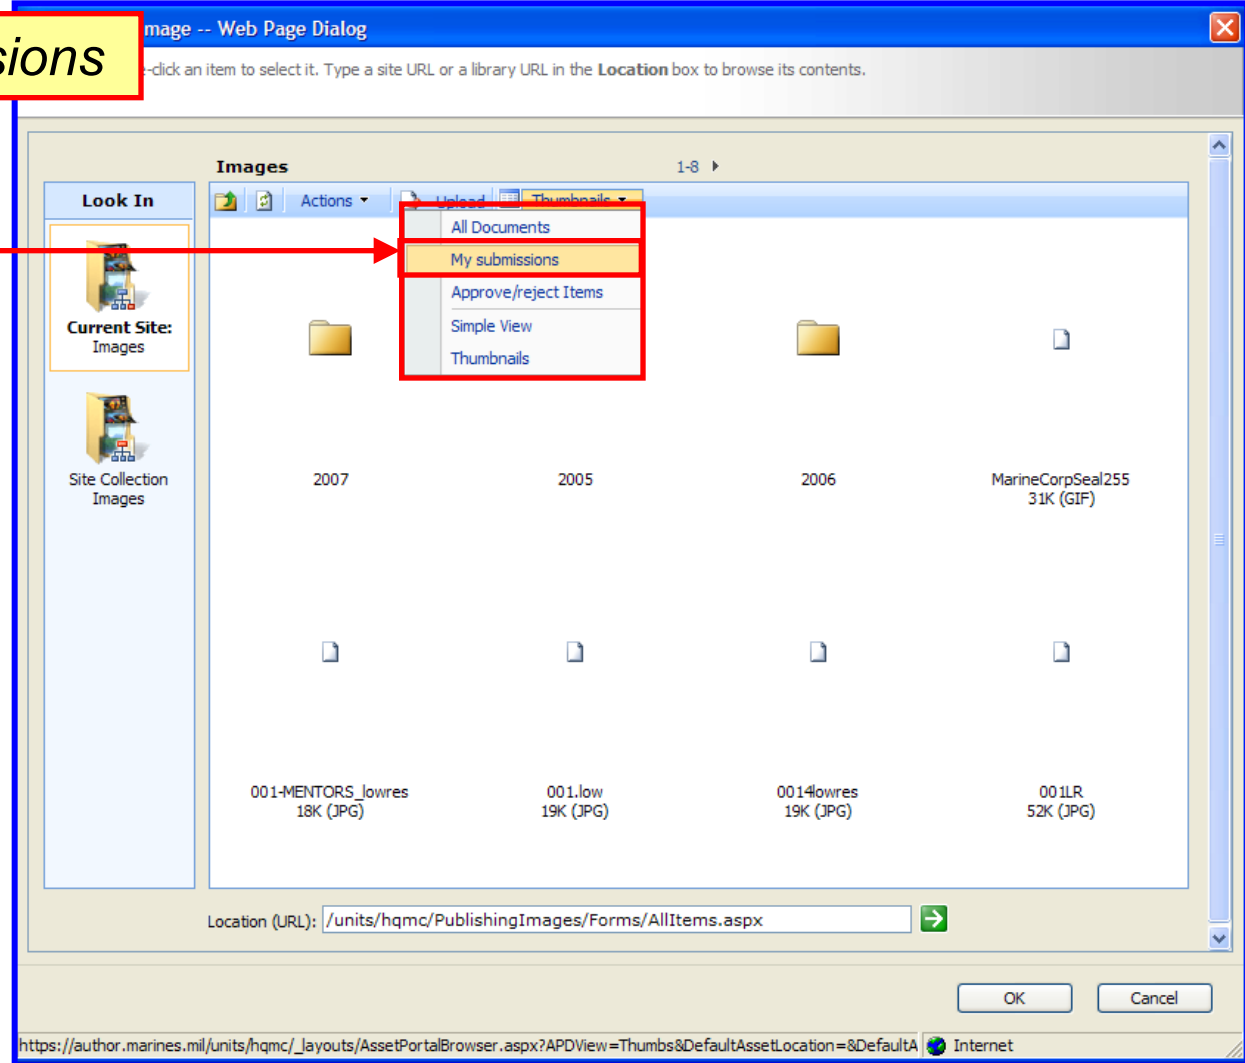 mage -- Web Page Dialog
sions
-click an item to select it. Type a site URL or a library URL in the Location box to browse its contents.
Images
1-8
Look In
Actions
Upload
Thumbnails
All Documents
My submissions
Approve/reject Items
Simple View
Thumbnails
Current Site:
Images
Site Collection
Images
2007
2005
2006
MarineCorpSeal255
31K (GIF)
001-MENTORS_lowres
18K (JPG)
001.low
19K (JPG)
0014lowres
19K (JPG)
001LR
52K (JPG)
Location (URL): /units/hqmc/PublishingImages/Forms/AllItems.aspx
OK
Cancel
https://author.marines.mil/units/hqmc/_layouts/AssetPortalBrowser.aspx?APDView=Thumbs&DefaultAssetLocation=&DefaultA
Internet